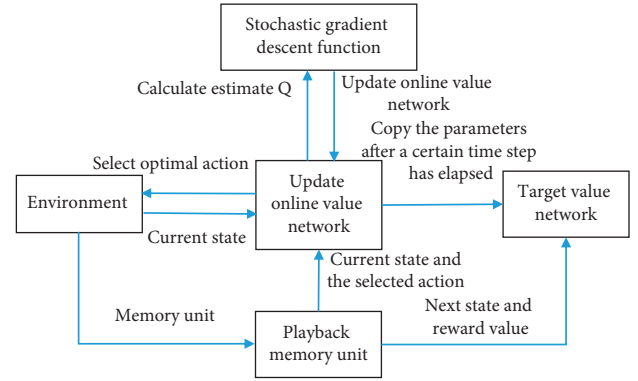 Stochastic gradient
descent function
Calculate estimate Q
Update online value
network
Copy the parameters
after a certain time step
has elapsed
Select optimal action
Environment
Update
online value
network
Target value
network
Current state
Current state and
the selected action
Memory unit
Next state and
reward value
Playback
memory unit